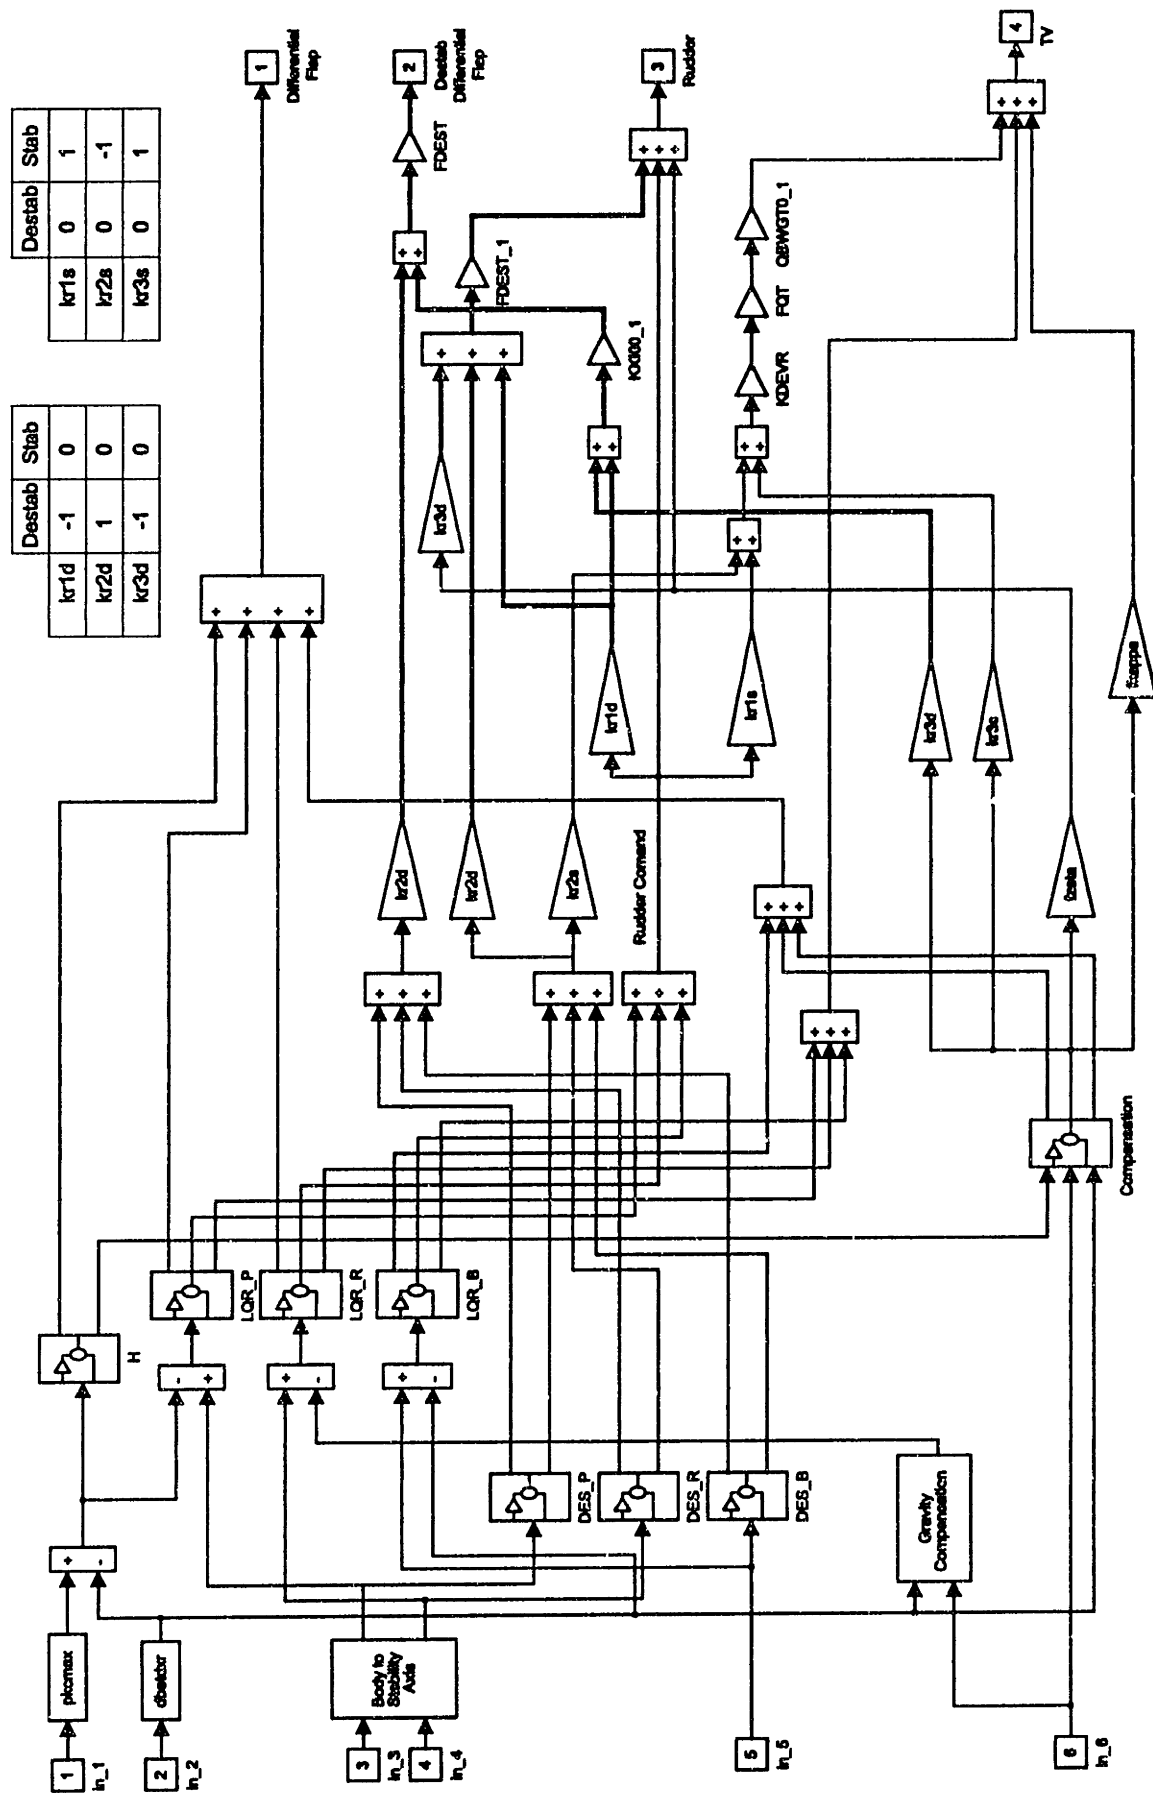 Destab Stab
kr1d -1 0
kr2d 1 0
kr3d -1 0
Destab Stab
kr1s 0 1
kr2s 0 -1
kr3s 0 1
1
In_1
pkcmax
2
In_2
3
In_3
4
In_4
Body to
Stability
Axis
5
In_5
6
In_6
+
-
H
-
+
LQR_P
+
-
LQR_R
+
-
LQR_B
DES_P
DES_R
DES_B
Gravity
Compensation
Compensation
+
+
+
+
+
+
+
+
+
Rudder Comand
+
+
+
+
+
+
kr2d
kr2d
kr2s
kr1d
kr1s
kr3d
kr3d
fzeta
fkappa
+
+
+
+
+
+
+
+
+
+
+
+
+
FDEST_1
KDEVR
FQT
+
+
FDEST
+
+
+
+
+
+
1
Differential
Flap
2
Destab
Differential
Flap
3
Rudder
4
TV